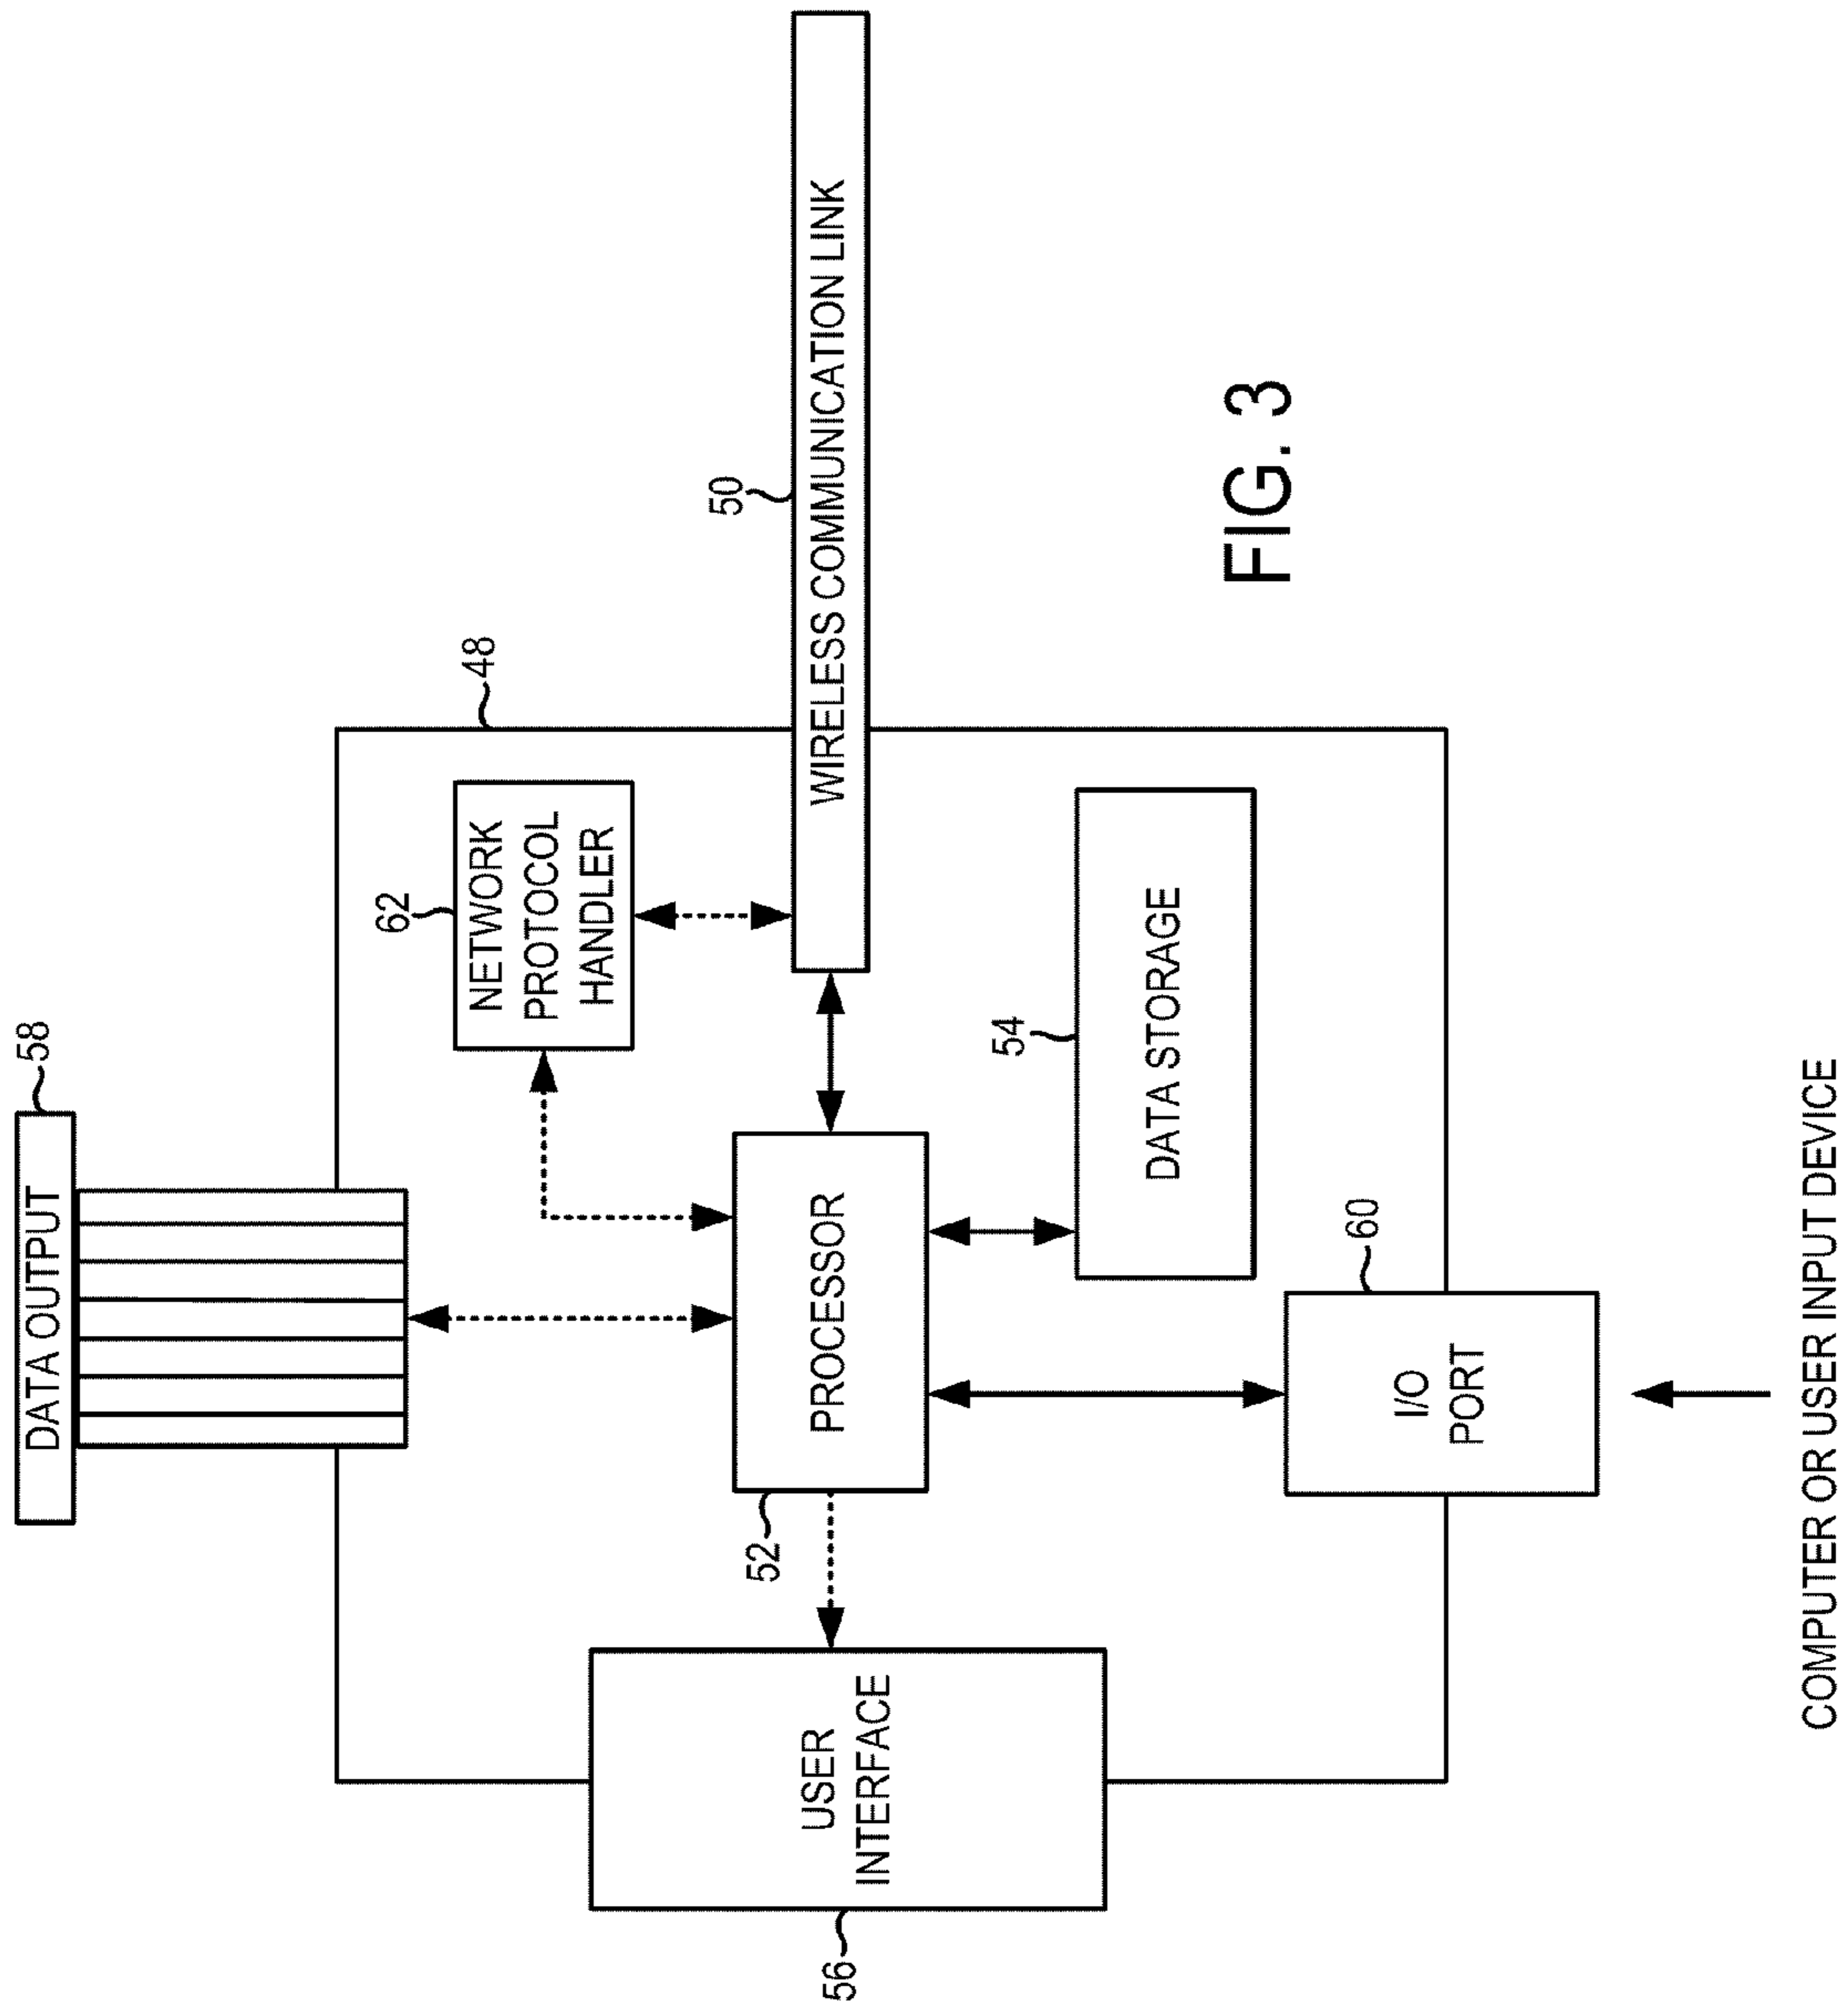 DATA OUTPUT
58
48
62
NETWORK
PROTOCOL
HANDLER
50
WIRELESS COMMUNICATION LINK
52
PROCESSOR
54
DATA STORAGE
56
USER
INTERFACE
60
I/O
PORT
COMPUTER OR USER INPUT DEVICE
FIG. 3